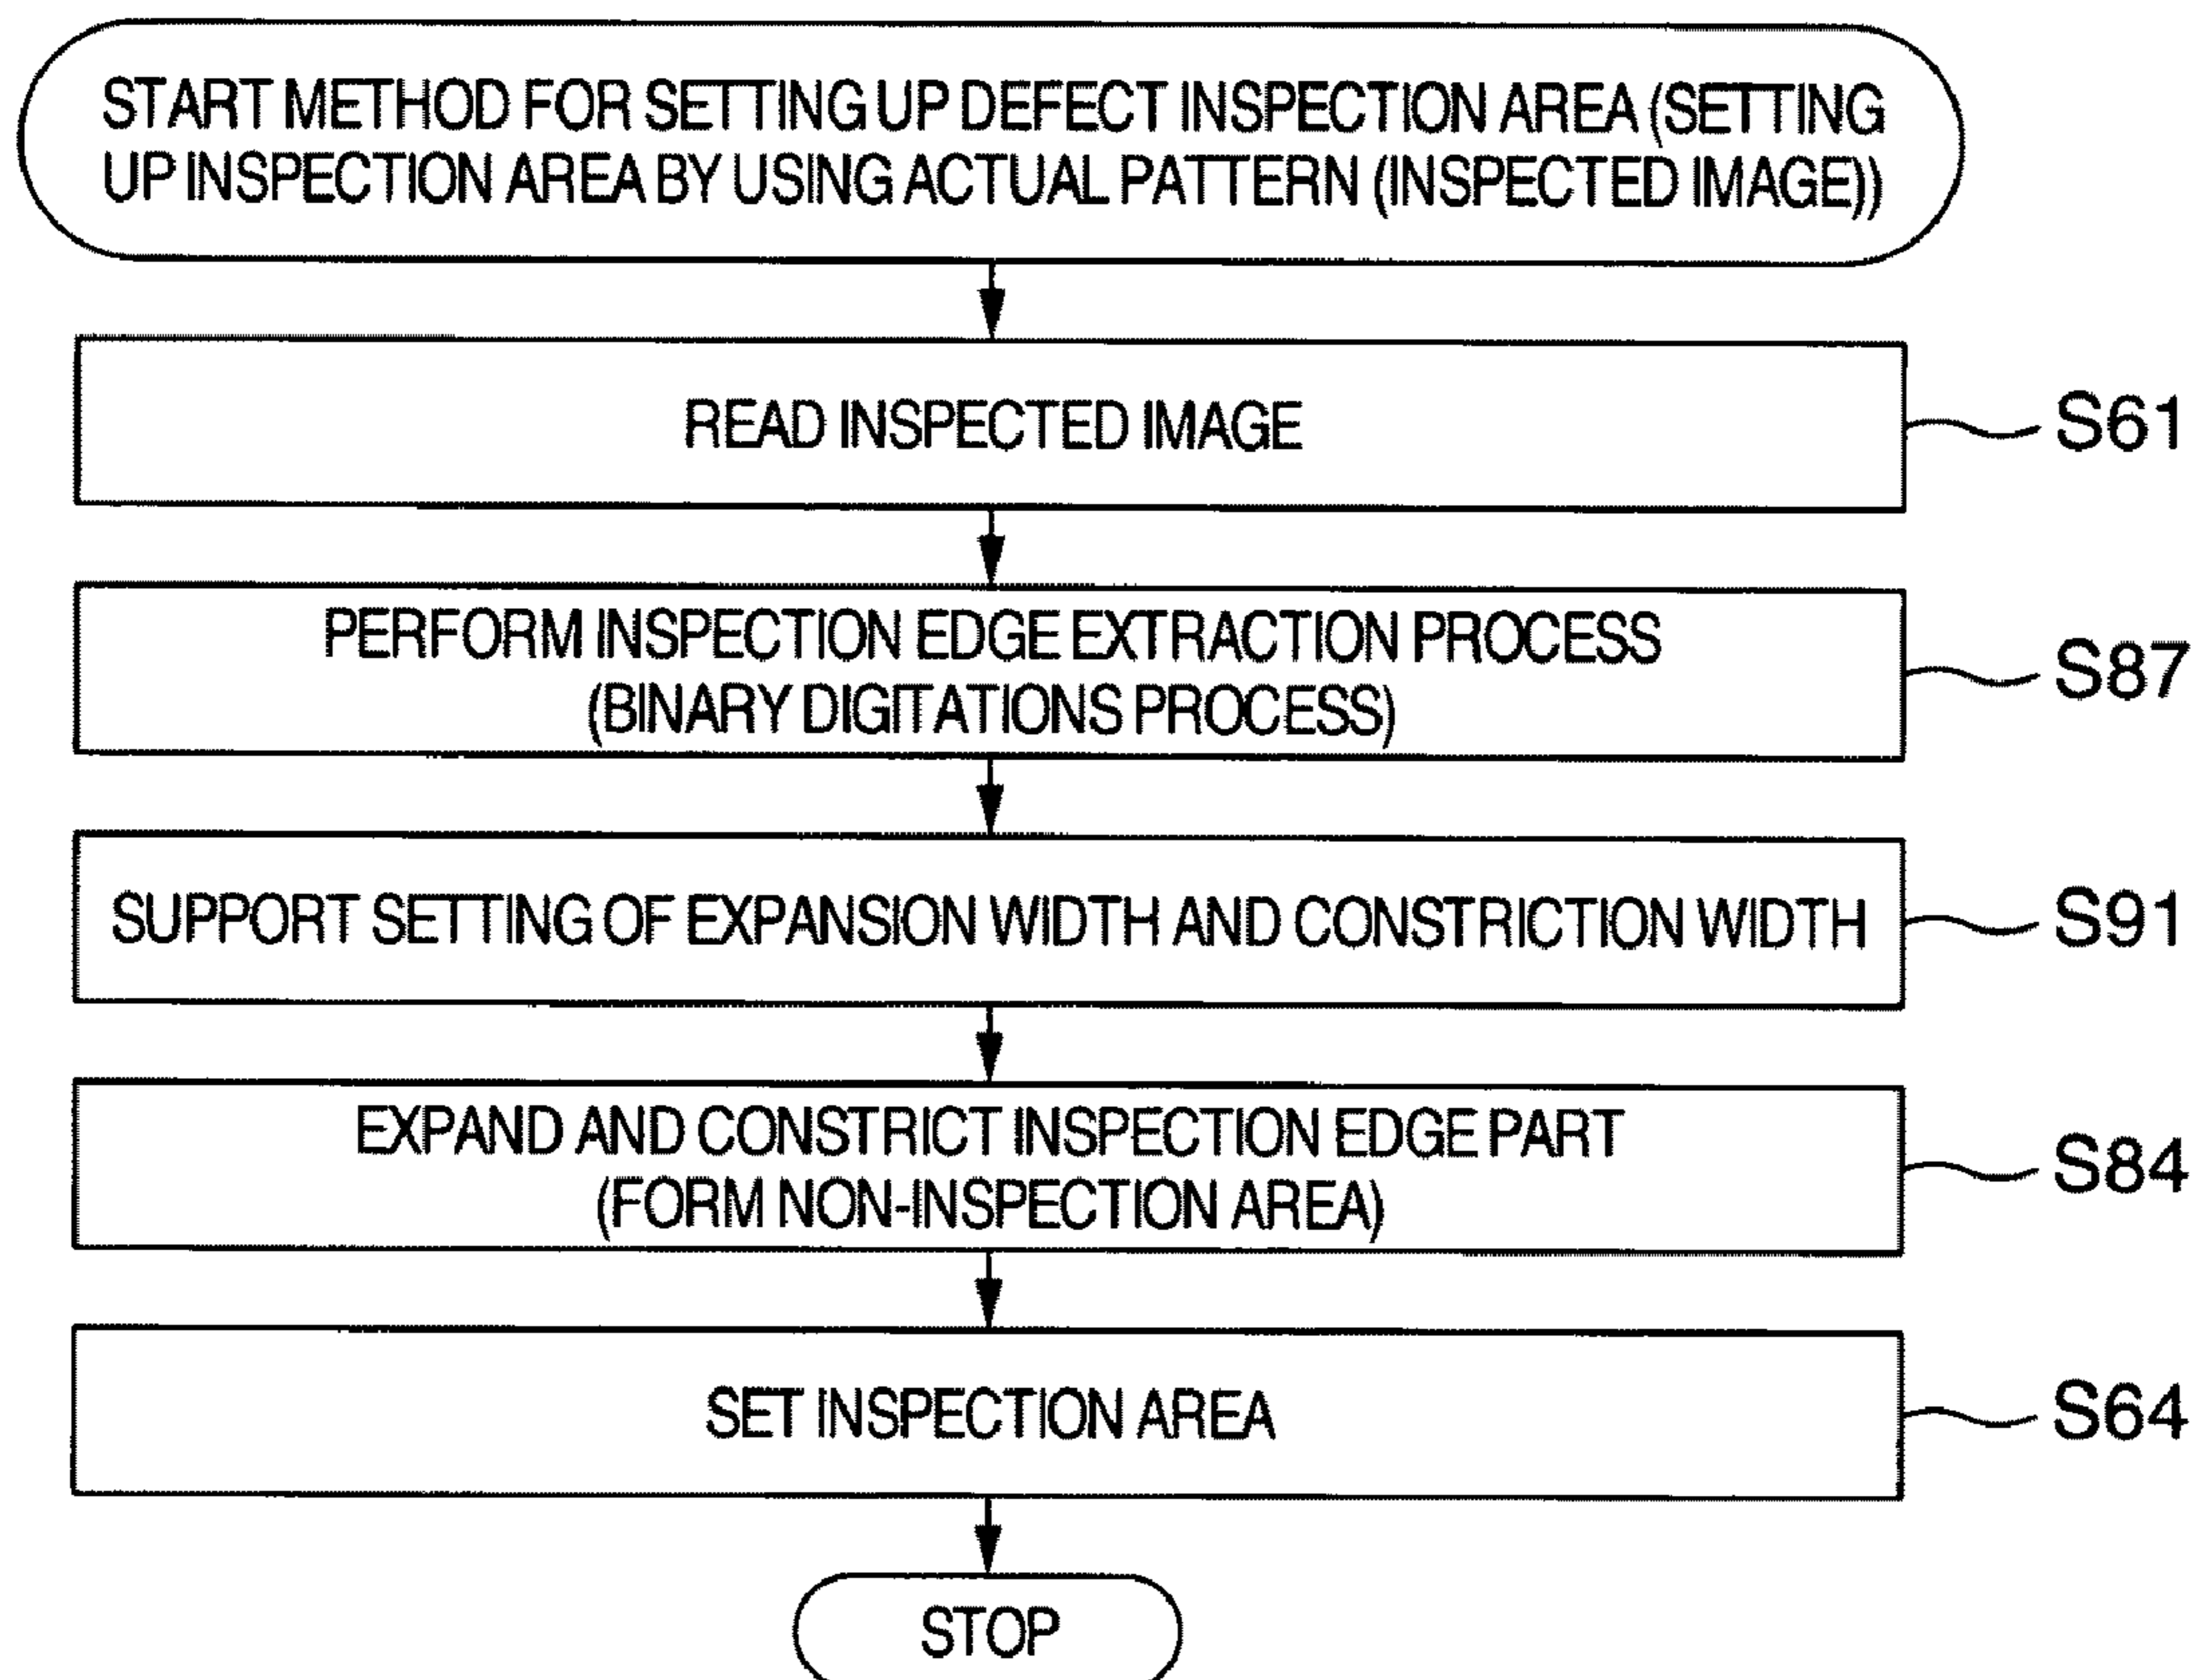 START METHOD FOR SETTING UP DEFECT INSPECTION AREA (SETTING
UP INSPECTION AREA BY USING ACTUAL PATTERN (INSPECTED IMAGE))
READ INSPECTED IMAGE
S61
PERFORM INSPECTION EDGE EXTRACTION PROCESS
(BINARY DIGITATIONS PROCESS)
S87
SUPPORT SETTING OF EXPANSION WIDTH AND CONSTRICTION WIDTH
S91
EXPAND AND CONSTRICT INSPECTION EDGE PART
(FORM NON-INSPECTION AREA)
S84
SET INSPECTION AREA
S64
STOP